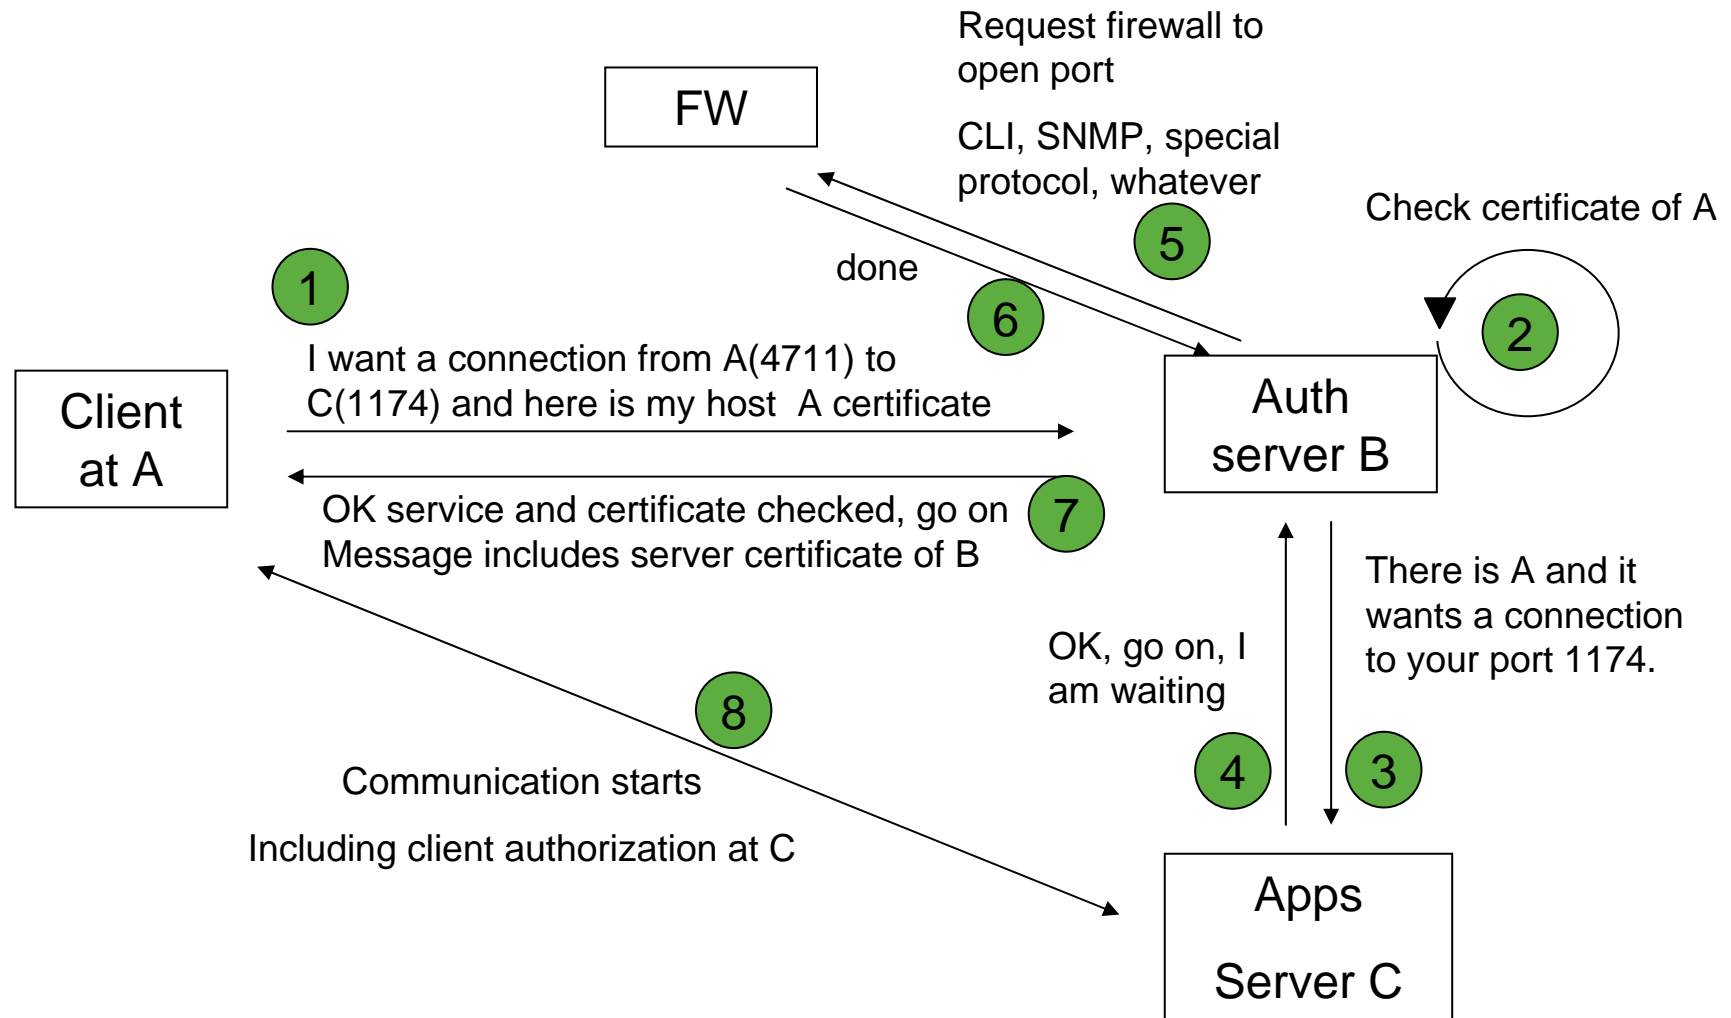 Request firewall to
open port
CLI, SNMP, special
protocol, whatever
FW
Check certificate of A
5
done
1
6
2
I want a connection from A(4711) to
C(1174) and here is my host A certificate
Client
at A
Auth
server B
OK service and certificate checked, go on
Message includes server certificate of B
7
There is A and it
wants a connection
to your port 1174.
OK, go on, I
am waiting
8
4
3
Communication starts
Including client authorization at C
Apps
Server C